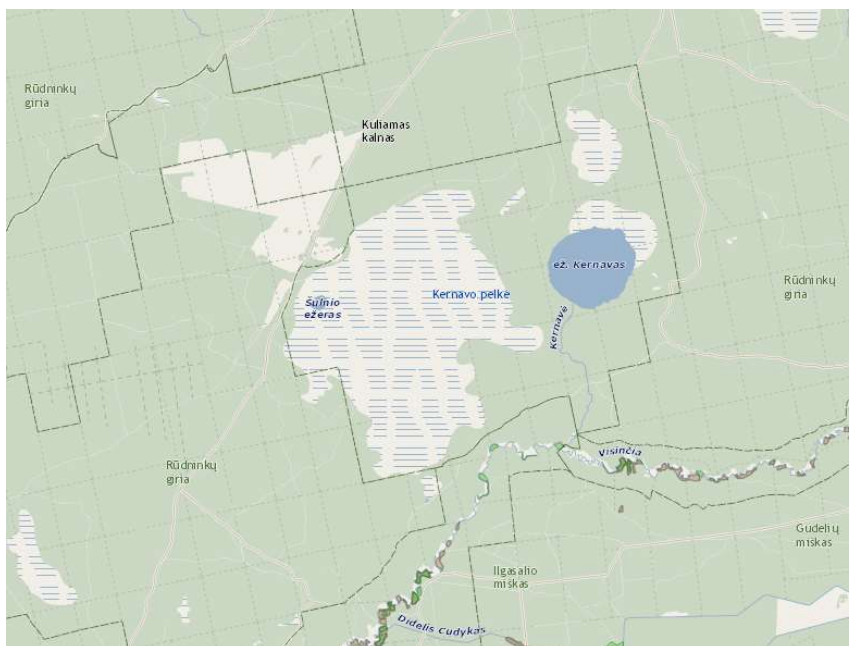 Rūdninkų
giria
Kuliamas
kalnas
ež. Kernavas
Rūdninkų
giria
Kernavo pelkė
Šulnio
ežeras
Kernavė
Visinčia
Rūdninkų
giria
Gudelių
miškas
Ilgasalio
miškas
Didelis Cudykas